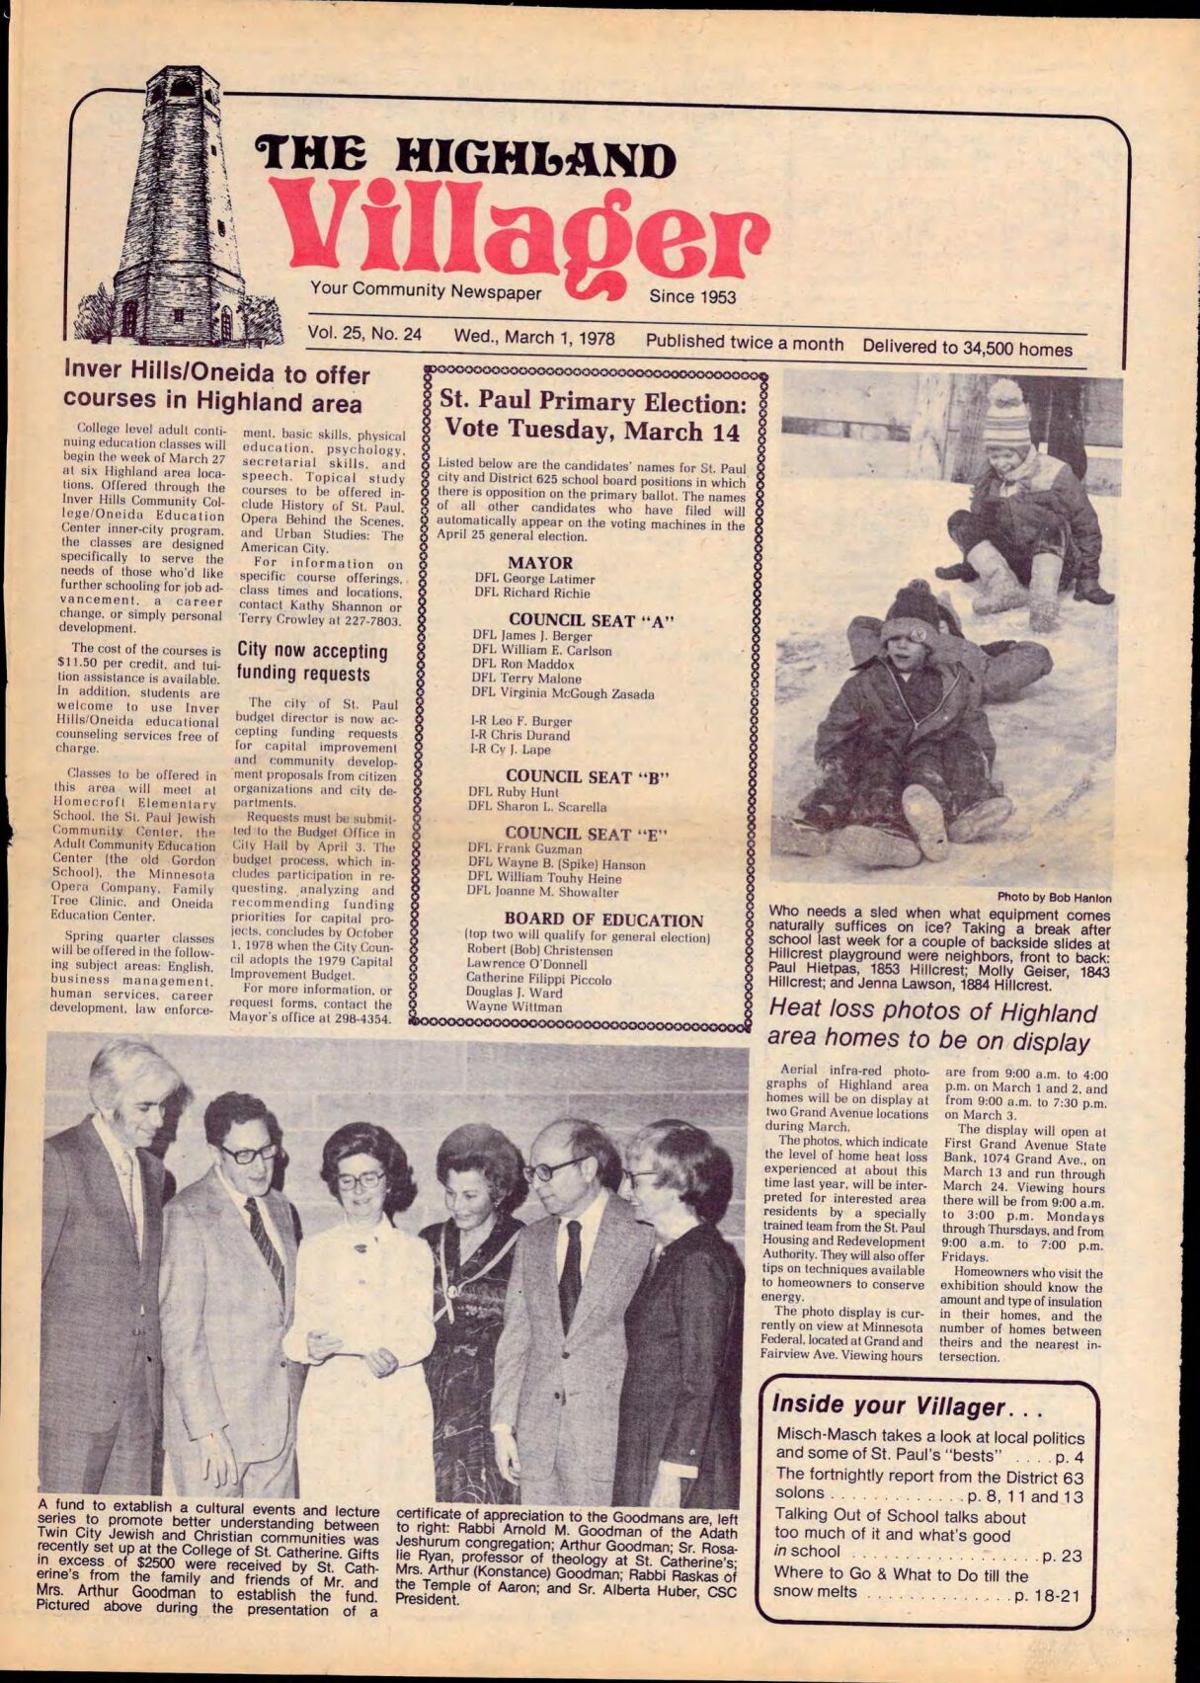 THE HIGHLAND
Villager
Your Community Newspaper
Since 1953
Vol. 25, No. 24 Wed., March 1, 1978 Published twice a month Delivered to 34,500 homes
Inver Hills/Oneida to offer
courses in Highland area
College level adult conti-
nuing education classes will
begin the week of March 27
at six Highland area loca-
tions. Offered through the
Inver Hills Community Col-
lege/Oneida Education
Center inner-city program,
the classes are designed
specifically to serve the
needs of those who'd like
further schooling for job ad-
vancement, a career
change, or simply personal
development.
The cost of the courses is
$11.50 per credit, and tui-
tion assistance is available.
In addition, students are
welcome to use Inver
Hills/Oneida educational
counseling services free of
charge.
Classes to be offered in
this area will meet at
Homecroft Elementary
School, the St. Paul Jewish
Community Center, the
Adult Community Education
Center (the old Gordon
School), the Minnesota
Opera Company, Family
Tree Clinic, and Oneida
Education Center.
Spring quarter classes
will be offered in the follow-
ing subject areas: English,
business management,
human services, career
development, law enforce-
ment, basic skills, physical
education, psychology,
secretarial skills, and
speech. Topical study
courses to be offered in-
clude History of St. Paul,
Opera Behind the Scenes,
and Urban Studies: The
American City.
For information on
specific course offerings,
class times and locations,
contact Kathy Shannon or
Terry Crowley at 227-7803.
City now accepting
funding requests
The city of St. Paul
budget director is now ac-
cepting funding requests
for capital improvement
and community develop-
ment proposals from citizen
organizations and city de-
partments.
Requests must be submit-
ted to the Budget Office in
City Hall by April 3. The
budget process, which in-
cludes participation in re-
questing, analyzing and
recommending funding
priorities for capital pro-
jects, concludes by October
1, 1978 when the City Coun-
cil adopts the 1979 Capital
Improvement Budget.
For more information, or
request forms, contact the
Mayor's office at 298-4354.
St. Paul Primary Election:
Vote Tuesday, March 14
Listed below are the candidates' names for St. Paul
city and District 625 school board positions in which
there is opposition on the primary ballot. The names
of all other candidates who have filed will
automatically appear on the voting machines in the
April 25 general election.
MAYOR
DFL George Latimer
DFL Richard Richie
COUNCIL SEAT "A"
DFL James J. Berger
DFL William E. Carlson
DFL Ron Maddox
DFL Terry Malone
DFL Virginia McGough Zasada
I-R Leo F. Burger
I-R Chris Durand
I-R Cy J. Lape
COUNCIL SEAT "B"
DFL Ruby Hunt
DFL Sharon L. Scarella
COUNCIL SEAT "E"
DFL Frank Guzman
DFL Wayne B. (Spike) Hanson
DFL William Touhy Heine
DFL Joanne M. Showalter
BOARD OF EDUCATION
(top two will qualify for general election)
Robert (Bob) Christensen
Lawrence O'Donnell
Catherine Filippi Piccolo
Douglas J. Ward
Wayne Wittman
Photo by Bob Hanlon
Who needs a sled when what equipment comes
naturally suffices on ice? Taking a break after
school last week for a couple of backside slides at
Hillcrest playground were neighbors, front to back:
Paul Hietpas, 1853 Hillcrest; Molly Geiser, 1843
Hillcrest; and Jenna Lawson, 1884 Hillcrest.
Heat loss photos of Highland
area homes to be on display
Aerial infra-red photo-
graphs of Highland area
homes will be on display at
two Grand Avenue locations
during March.
The photos, which indicate
the level of home heat loss
experienced at about this
time last year, will be inter-
preted for interested area
residents by a specially
trained team from the St. Paul
Housing and Redevelopment
Authority. They will also offer
tips on techniques available
to homeowners to conserve
energy.
The photo display is cur-
rently on view at Minnesota
Federal, located at Grand and
Fairview Ave. Viewing hours
are from 9:00 a.m. to 4:00
p.m. on March 1 and 2, and
from 9:00 a.m. to 7:30 p.m.
on March 3.
The display will open at
First Grand Avenue State
Bank, 1074 Grand Ave., on
March 13 and run through
March 24. Viewing hours
there will be from 9:00 a.m.
to 3:00 p.m. Mondays
through Thursdays, and from
9:00 a.m. to 7:00 p.m.
Fridays.
Homeowners who visit the
exhibition should know the
amount and type of insulation
in their homes, and the
number of homes between
theirs and the nearest in-
tersection.
A fund to extablish a cultural events and lecture
series to promote better understanding between
Twin City Jewish and Christian communities was
recently set up at the College of St. Catherine. Gifts
in excess of $2500 were received by St. Cath-
erine's from the family and friends of Mr. and
Mrs. Arthur Goodman to establish the fund.
Pictured above during the presentation of a
certificate of appreciation to the Goodmans are, left
to right: Rabbi Arnold M. Goodman of the Adath
Jeshurum congregation; Arthur Goodman; Sr. Rosa-
lie Ryan, professor of theology at St. Catherine's;
Mrs. Arthur (Konstance) Goodman; Rabbi Raskas of
the Temple of Aaron; and Sr. Alberta Huber, CSC
President.
Inside your Villager. . .
Misch-Masch takes a look at local politics
and some of St. Paul's "bests" . . . . p. 4
The fortnightly report from the District 63
solons . . . . . . . . . . . . . p. 8, 11 and 13
Talking Out of School talks about
too much of it and what's good
in school . . . . . . . . . . . . . . . . . . p. 23
Where to Go & What to Do till the
snow melts . . . . . . . . . . . . . . p. 18-21